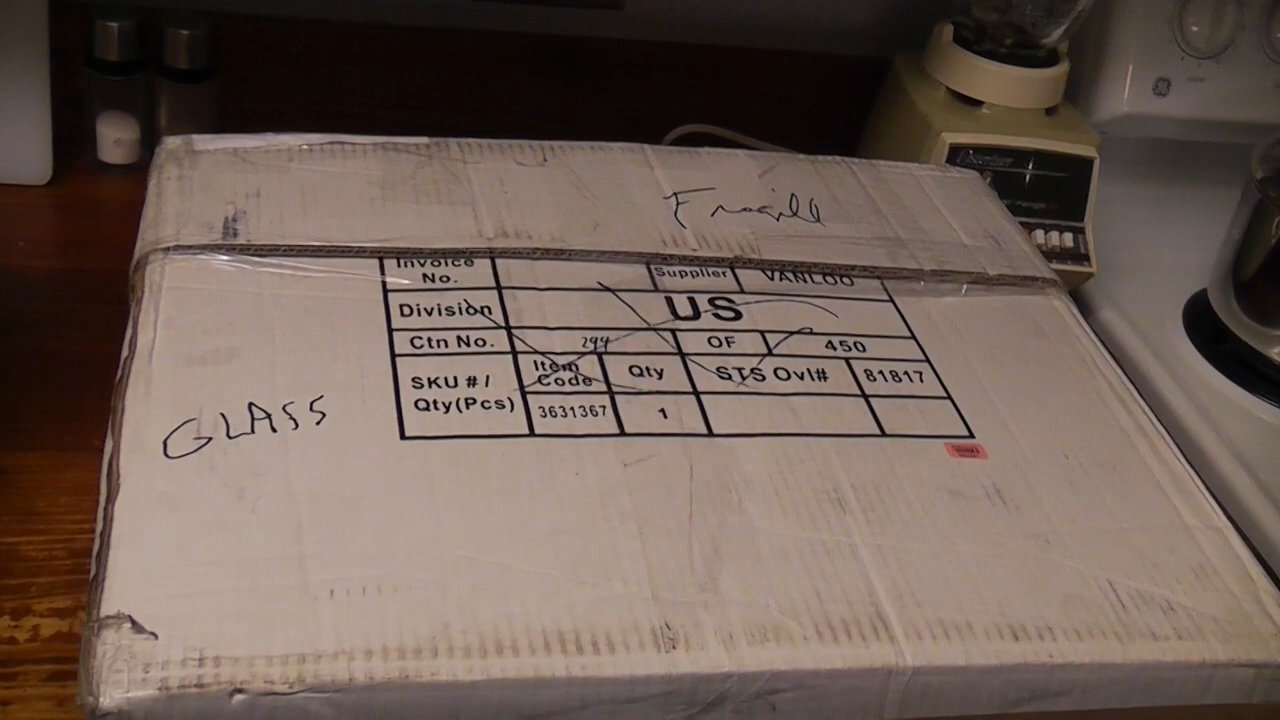 Fragill
Invoice No. Supplier VANLOO
Division US
Ctn No. 294 OF 450
SKU # / Qty(Pcs) Item Code Qty STS Ovl# 81817
3631367 1
GLASS